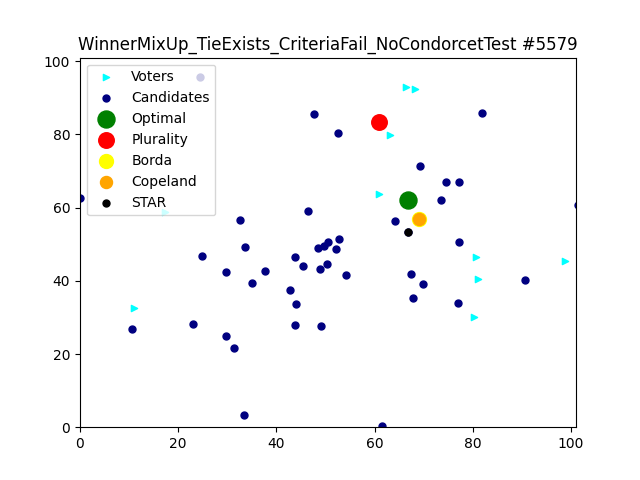 WinnerMixUp_TieExists_CriteriaFail_NoCondorcetTest #5579
100
80
60
40
20
0
Voters
Candidates
Optimal
Plurality
Borda
Copeland
STAR
0 20 40 60 80 100